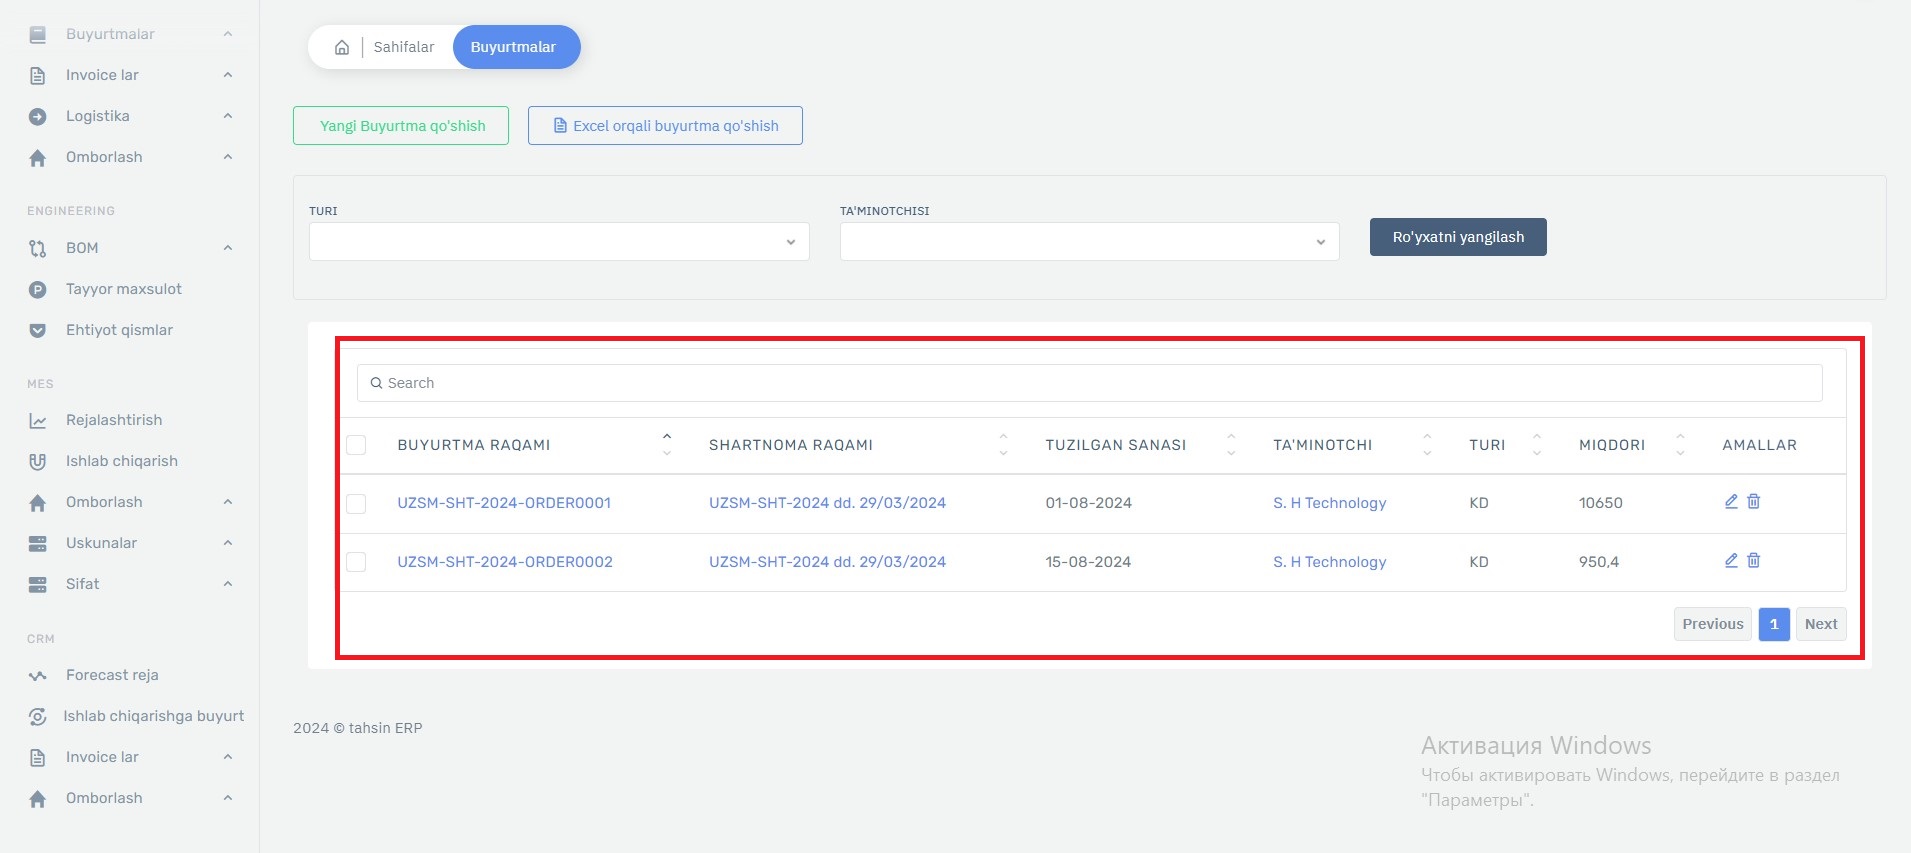 Buyurtmalar
Invoice lar
Logistika
Omborlash
ENGINEERING
BOM
Tayyor maxsulot
Ehtiyot qismlar
MES
Rejalashtirish
Ishlab chiqarish
Omborlash
Uskunalar
Sifat
CRM
Forecast reja
Ishlab chiqarishga buyurt
Invoice lar
Omborlash
Sahifalar Buyurtmalar
Yangi Buyurtma qo'shish Excel orqali buyurtma qo'shish
TURI TA'MINOTCHISI
Ro'yxatni yangilash
Search
BUYURTMA RAQAMI SHARTNOMA RAQAMI TUZILGAN SANASI TA'MINOTCHI TURI MIQDORI AMALLAR
UZSM-SHT-2024-ORDER0001 UZSM-SHT-2024 dd. 29/03/2024 01-08-2024 S. H Technology KD 10650
UZSM-SHT-2024-ORDER0002 UZSM-SHT-2024 dd. 29/03/2024 15-08-2024 S. H Technology KD 950,4
Previous 1 Next
2024 © tahsin ERP
Активация Windows
Чтобы активировать Windows, перейдите в раздел
"Параметры".